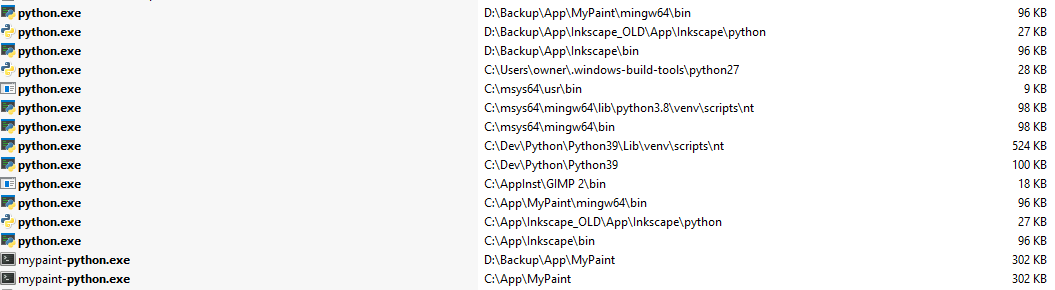 python.exe D:\Backup\App\MyPaint\mingw64\bin 96 KB
python.exe D:\Backup\App\Inkscape_OLD\App\Inkscape\python 27 KB
python.exe D:\Backup\App\Inkscape\bin 96 KB
python.exe C:\Users\owner\.windows-build-tools\python27 28 KB
python.exe C:\msys64\usr\bin 9 KB
python.exe C:\msys64\mingw64\lib\python3.8\venv\scripts\nt 98 KB
python.exe C:\msys64\mingw64\bin 98 KB
python.exe C:\Dev\Python\Python39\Lib\venv\scripts\nt 524 KB
python.exe C:\Dev\Python\Python39 100 KB
python.exe C:\AppInst\GIMP 2\bin 18 KB
python.exe C:\App\MyPaint\mingw64\bin 96 KB
python.exe C:\App\Inkscape_OLD\App\Inkscape\python 27 KB
python.exe C:\App\Inkscape\bin 96 KB
mypaint-python.exe D:\Backup\App\MyPaint 302 KB
mypaint-python.exe C:\App\MyPaint 302 KB